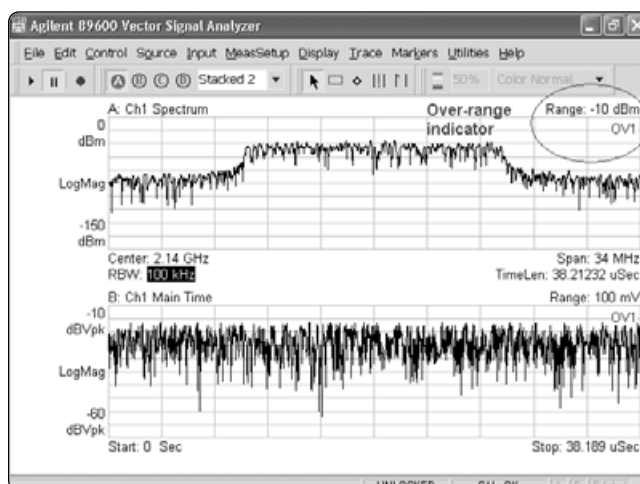 Agilent 89600 Vector Signal Analyzer
File Edit Control Source Input MeasSetup Display Trace Markers Utilities Help
A B C D Stacked 2 50% Color Normal
A: Ch1 Spectrum
Over-range indicator
Range: -10 dBm
OV1
0
dBm
LogMag
-150
dBm
Center: 2.14 GHz
Span: 34 MHz
RBW: 100 kHz
TimeLen: 38.21232 uSec
B: Ch1 Main Time
Range: 100 mV
OV1
-10
dBVpk
LogMag
-60
dBVpk
Start: 0 Sec
Stop: 38.189 uSec